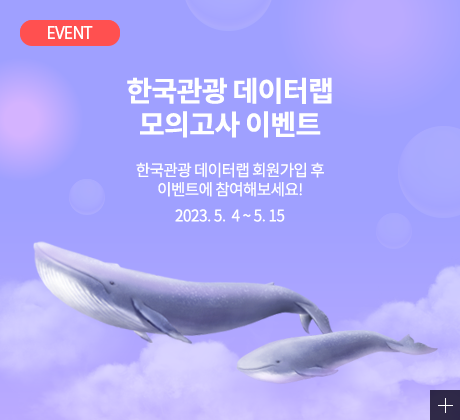 EVENT
한국관광 데이터랩
모의고사 이벤트
한국관광 데이터랩 회원가입 후
이벤트에 참여해보세요!
2023. 5. 4 ~ 5. 15